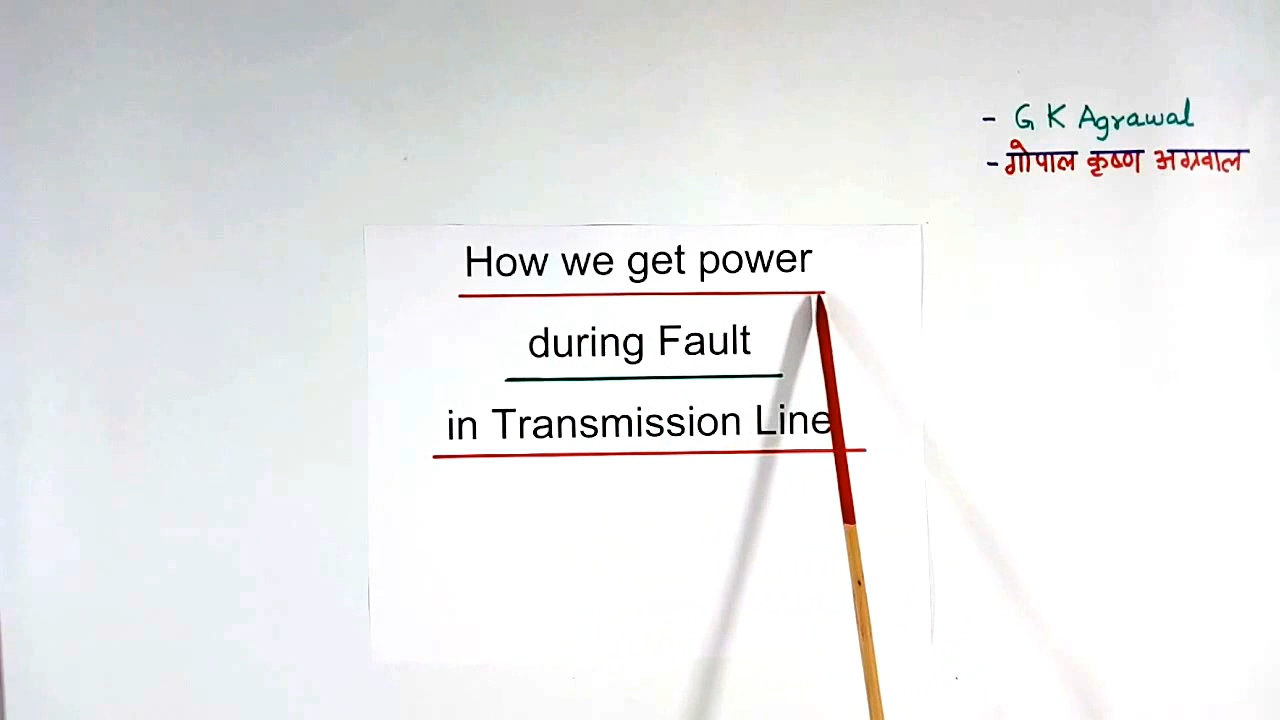 - G K Agrawal
- गोपाल कृष्ण अग्रवाल
How we get power
during Fault
in Transmission Line